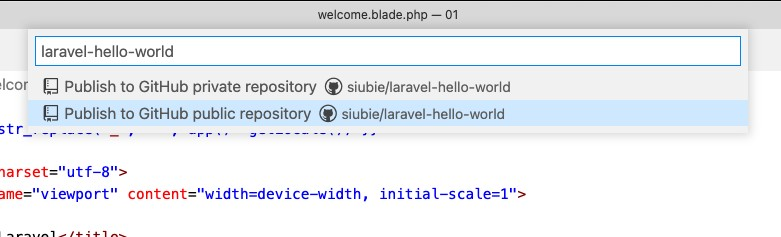 welcome.blade.php — 01
laravel-hello-world
Publish to GitHub private repository siubie/laravel-hello-world
Publish to GitHub public repository siubie/laravel-hello-world
harset="utf-8">
ame="viewport" content="width=device-width, initial-scale=1">